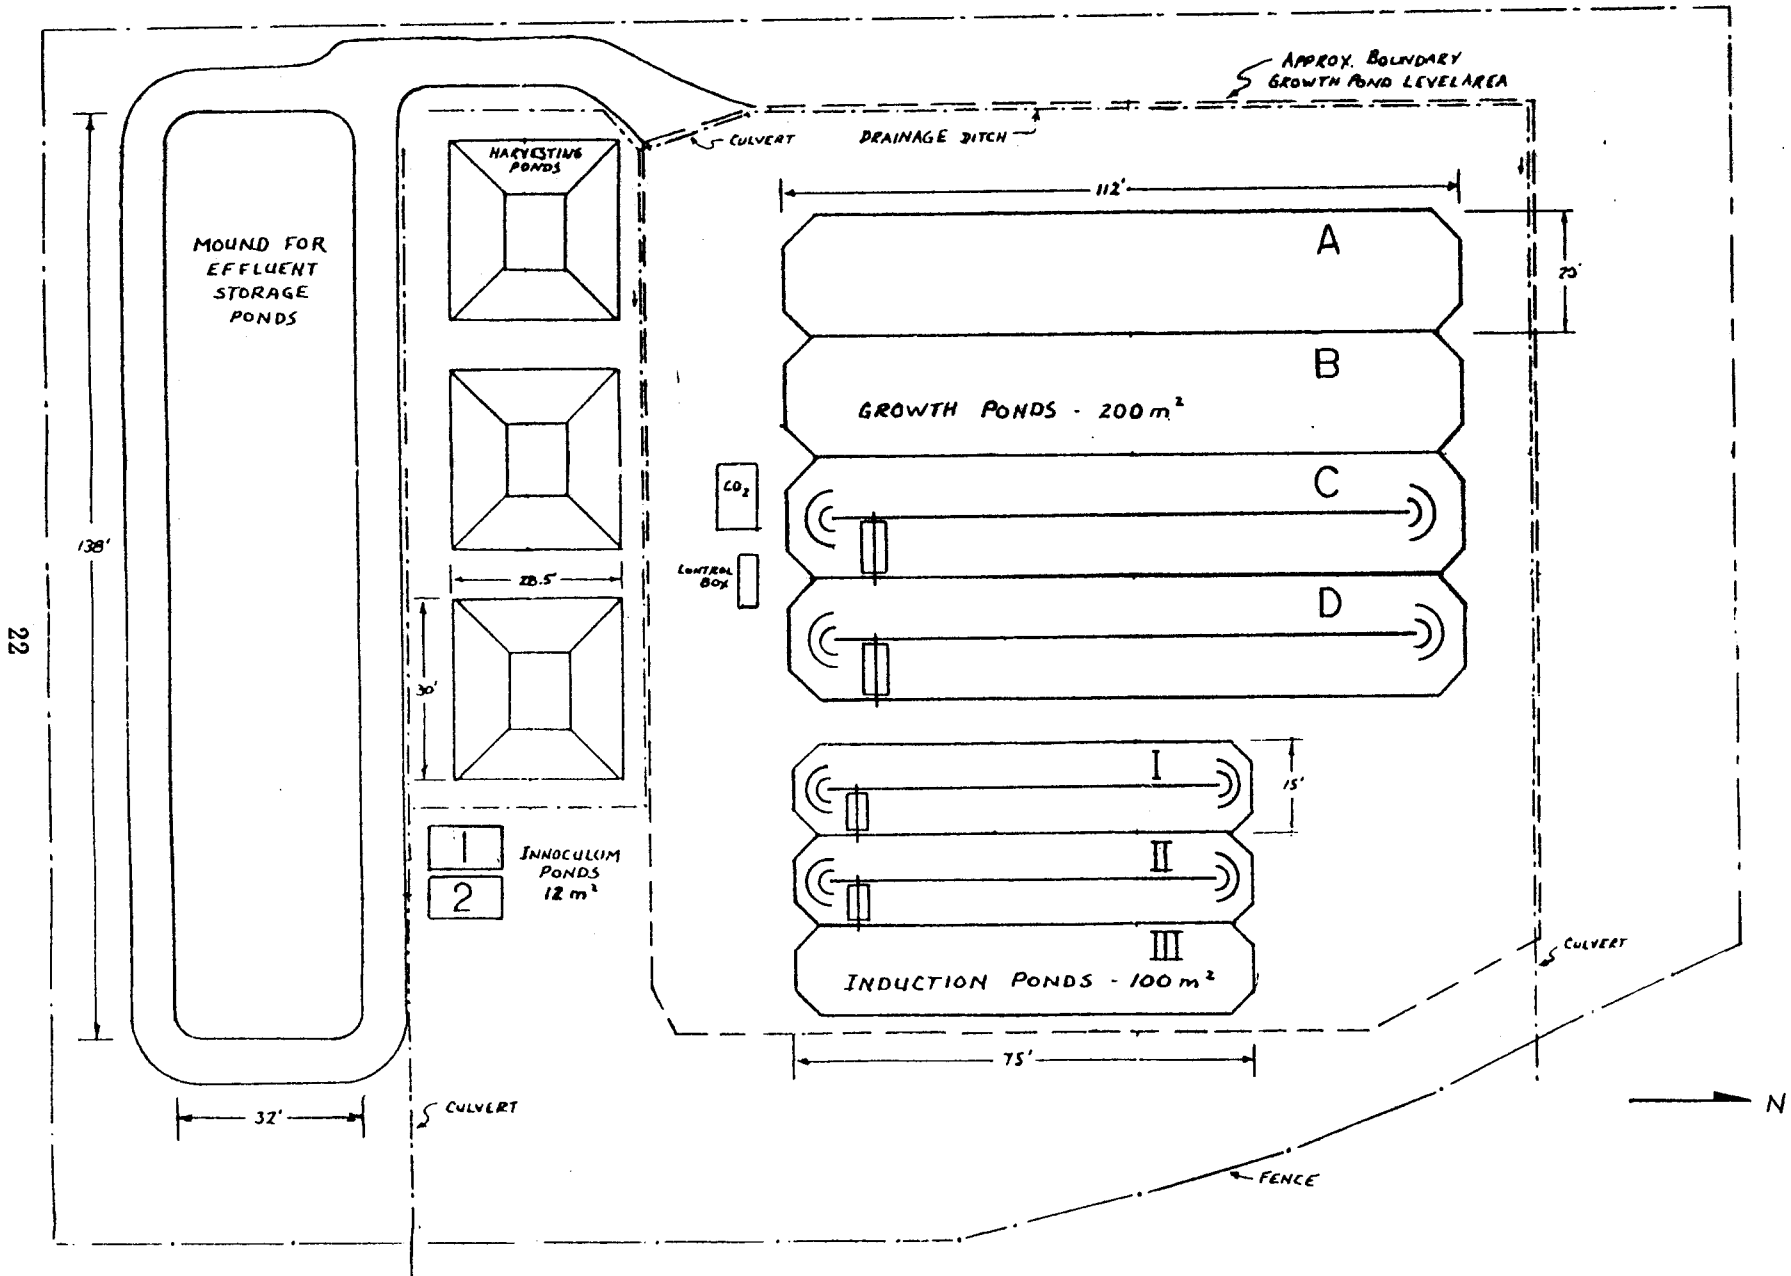 APPROX. BOUNDARY
GROWTH POND LEVEL AREA
CULVERT
DRAINAGE DITCH
HARVESTING
PONDS
112'
A
MOUND FOR
EFFLUENT
STORAGE
PONDS
B
GROWTH PONDS - 200 m²
C
CO₂
138'
CONTROL
BOX
28.5'
D
30'
22
I
15'
1
2
INNOCULUM
PONDS
12 m²
II
III
INDUCTION PONDS - 100 m²
CULVERT
75'
32'
CULVERT
N
FENCE